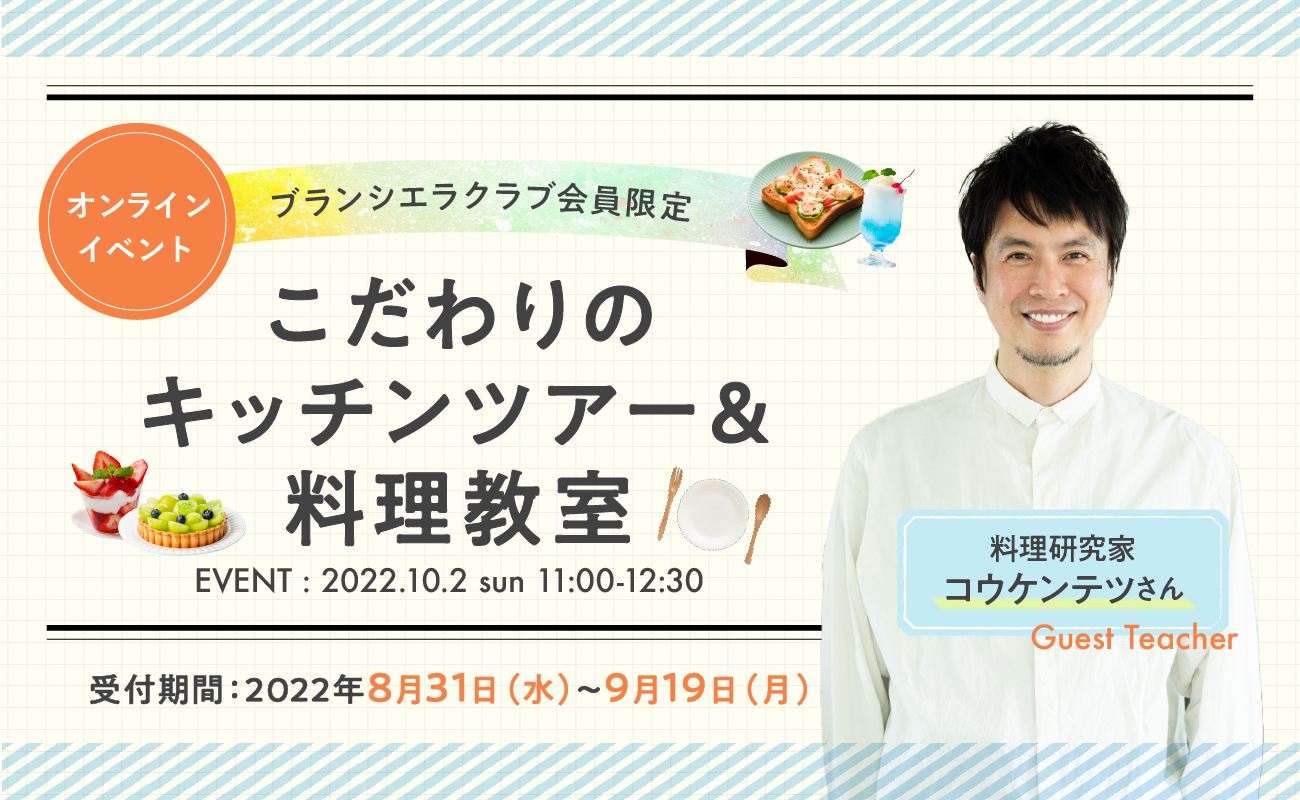 オンライン
イベント
ブランシエラクラブ会員限定
こだわりの
キッチンツアー&
料理教室
EVENT : 2022.10.2 sun 11:00-12:30
料理研究家
コウケンテツさん
Guest Teacher
受付期間：2022年8月31日（水）～9月19日（月）